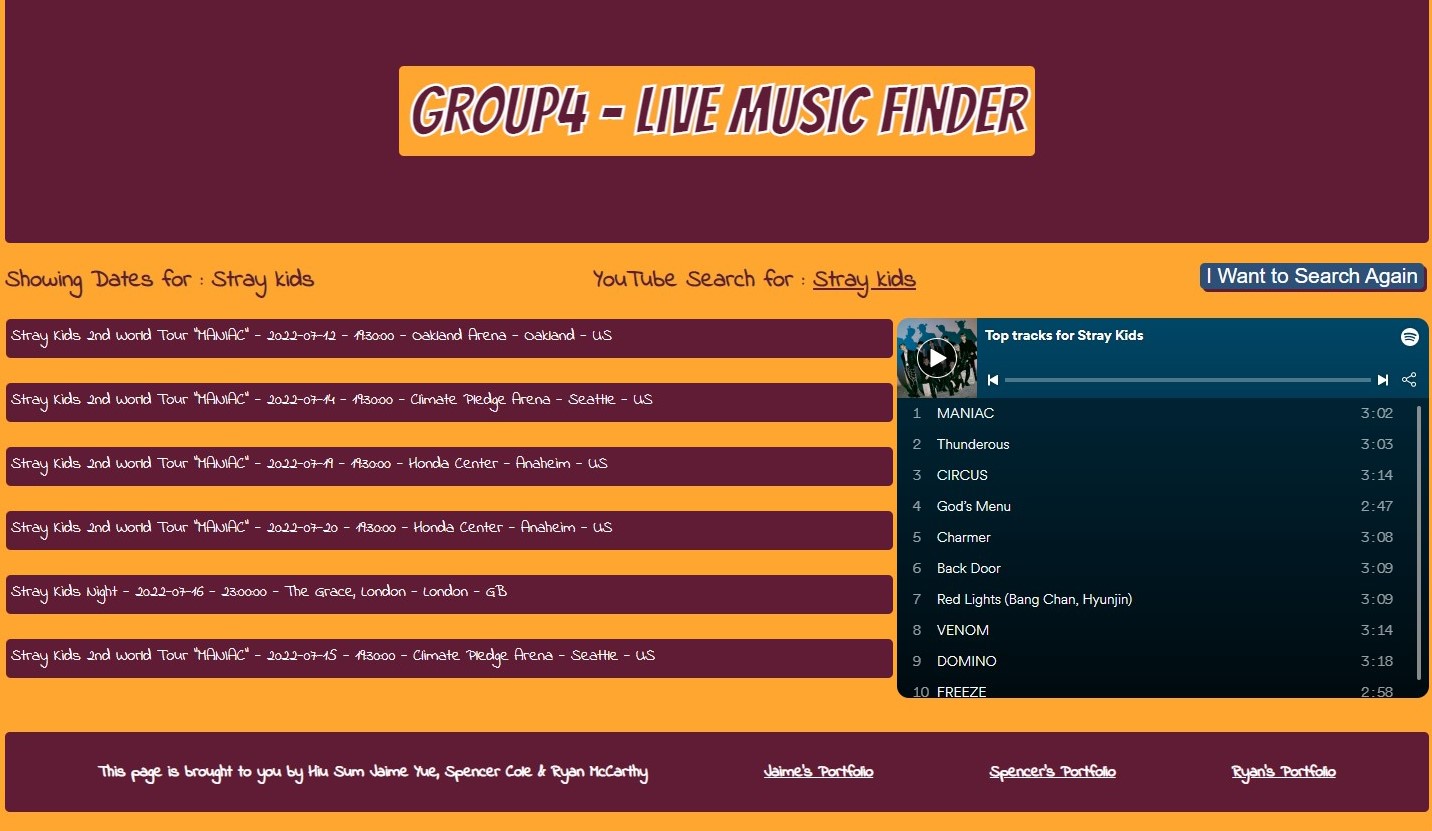 GROUP4 - LIVE MUSIC FINDER
Showing Dates for : Stray kids
YouTube Search for : Stray kids
I Want to Search Again
Stray Kids 2nd World Tour "MANIAC" - 2022-07-12 - 19:30:00 - Oakland Arena - Oakland - US
Stray Kids 2nd World Tour "MANIAC" - 2022-07-14 - 19:30:00 - Climate Pledge Arena - Seattle - US
Stray Kids 2nd World Tour "MANIAC" - 2022-07-19 - 19:30:00 - Honda Center - Anaheim - US
Stray Kids 2nd World Tour "MANIAC" - 2022-07-20 - 19:30:00 - Honda Center - Anaheim - US
Stray Kids Night - 2022-07-16 - 23:00:00 - The Grace, London - London - GB
Stray Kids 2nd World Tour "MANIAC" - 2022-07-15 - 19:30:00 - Climate Pledge Arena - Seattle - US
Top tracks for Stray Kids
1 MANIAC 3:02
2 Thunderous 3:03
3 CIRCUS 3:14
4 God's Menu 2:47
5 Charmer 3:08
6 Back Door 3:09
7 Red Lights (Bang Chan, Hyunjin) 3:09
8 VENOM 3:14
9 DOMINO 3:18
10 FREEZE 2:58
This page is brought to you by Hiu Sum Jaime Yue, Spencer Cole & Ryan McCarthy
Jaime's Portfolio
Spencer's Portfolio
Ryan's Portfolio